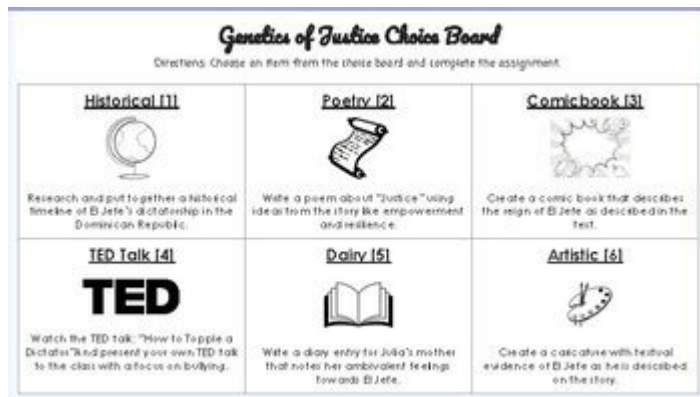 Genetics of Justice Choice Board
Directions: Choose an item from the choice board and complete the assignment.
Historical [1]
Research and put together a historical
timeline of El Jefe's dictatorship in the
Dominican Republic.
Poetry [2]
Write a poem about "Justice" using
ideas from the story like empowerment
and resilience.
Comicbook [3]
Create a comic book that describes
the reign of El Jefe as described in the
text.
TED Talk [4]
TED
Watch the TED talk: "How to Topple a
Dictator" and present your own TED talk
to the class with a focus on bullying.
Dairy [5]
Write a diary entry for Julia's mother
that notes her ambivalent feelings
towards El Jefe.
Artistic [6]
Create a caricature with textual
evidence of El Jefe as he is described
on the story.